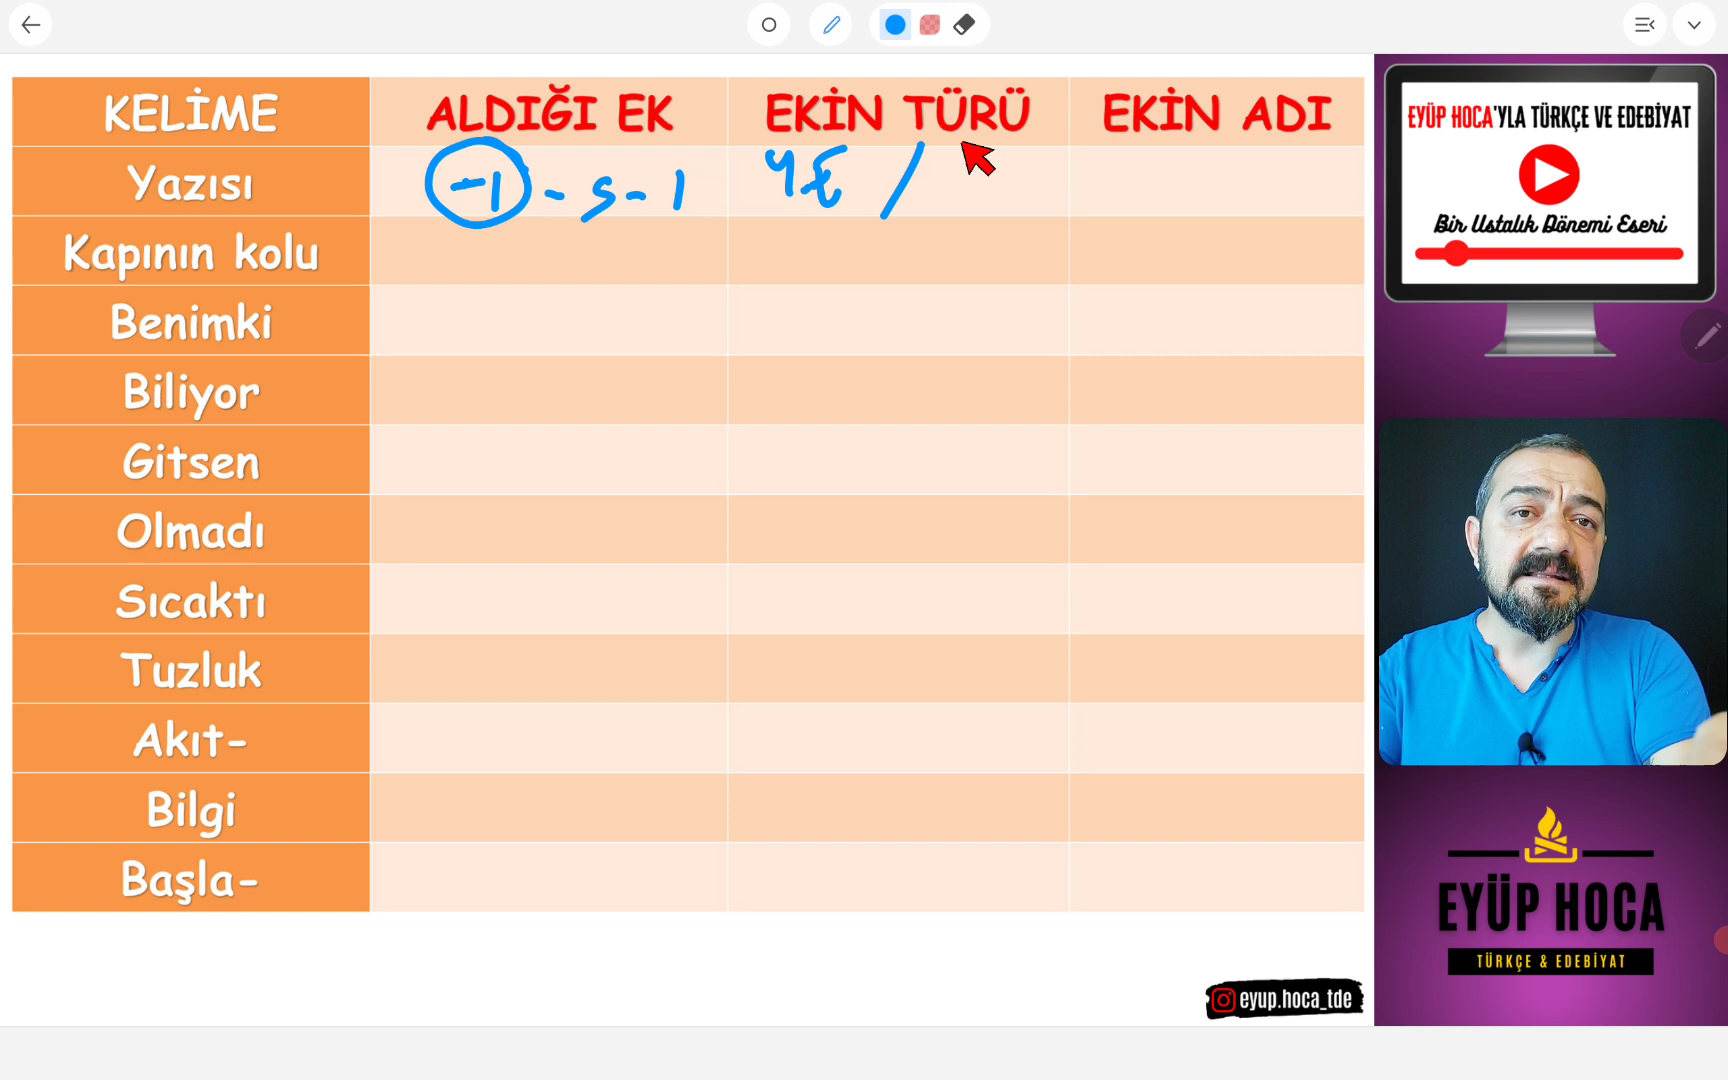 KELİME ALDIĞI EK EKİN TÜRÜ EKİN ADI
Yazısı -ı - s - ı YE /
Kapının kolu
Benimki
Biliyor
Gitsen
Olmadı
Sıcaktı
Tuzluk
Akıt-
Bilgi
Başla-
eyup.hoca_tde
EYÜP HOCA'YLA TÜRKÇE VE EDEBİYAT
Bir Ustalık Dönemi Eseri
EYÜP HOCA
TÜRKÇE & EDEBİYAT